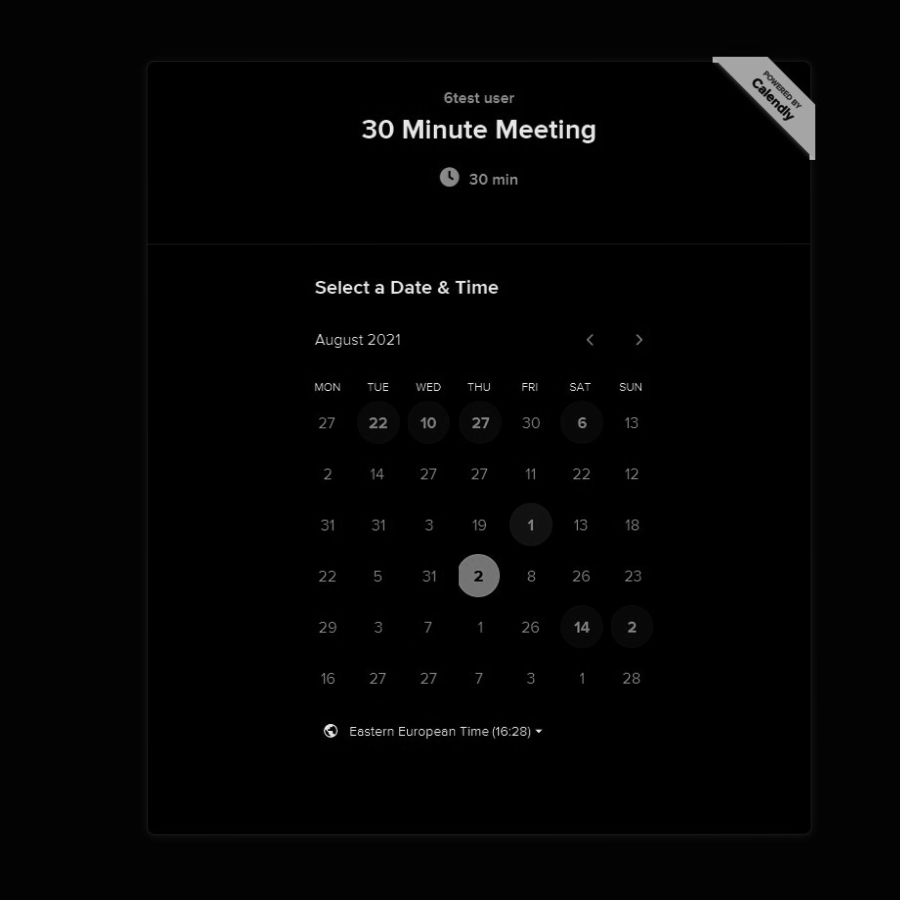 POWERED BY
Calendly
6test user
30 Minute Meeting
30 min
Select a Date & Time
August 2021
MON TUE WED THU FRI SAT SUN
27 22 10 27 30 6 13
2 14 27 27 11 22 12
31 31 3 19 1 13 18
22 5 31 2 8 26 23
29 3 7 1 26 14 2
16 27 27 7 3 1 28
Eastern European Time (16:28)